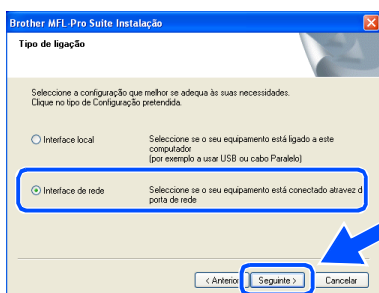 Brother MFL-Pro Suite Instalação
Tipo de ligação
Seleccione a configuração que melhor se adequa às suas necessidades.
Clique no tipo de Configuração pretendida.
Interface local
Seleccione se o seu equipamento está ligado a este
computador
(por exemplo a usar USB ou cabo Paralelo)
Interface de rede
Seleccione se o seu equipamento está conectado atravez d
porta de rede
< Anterior
Seguinte >
Cancelar